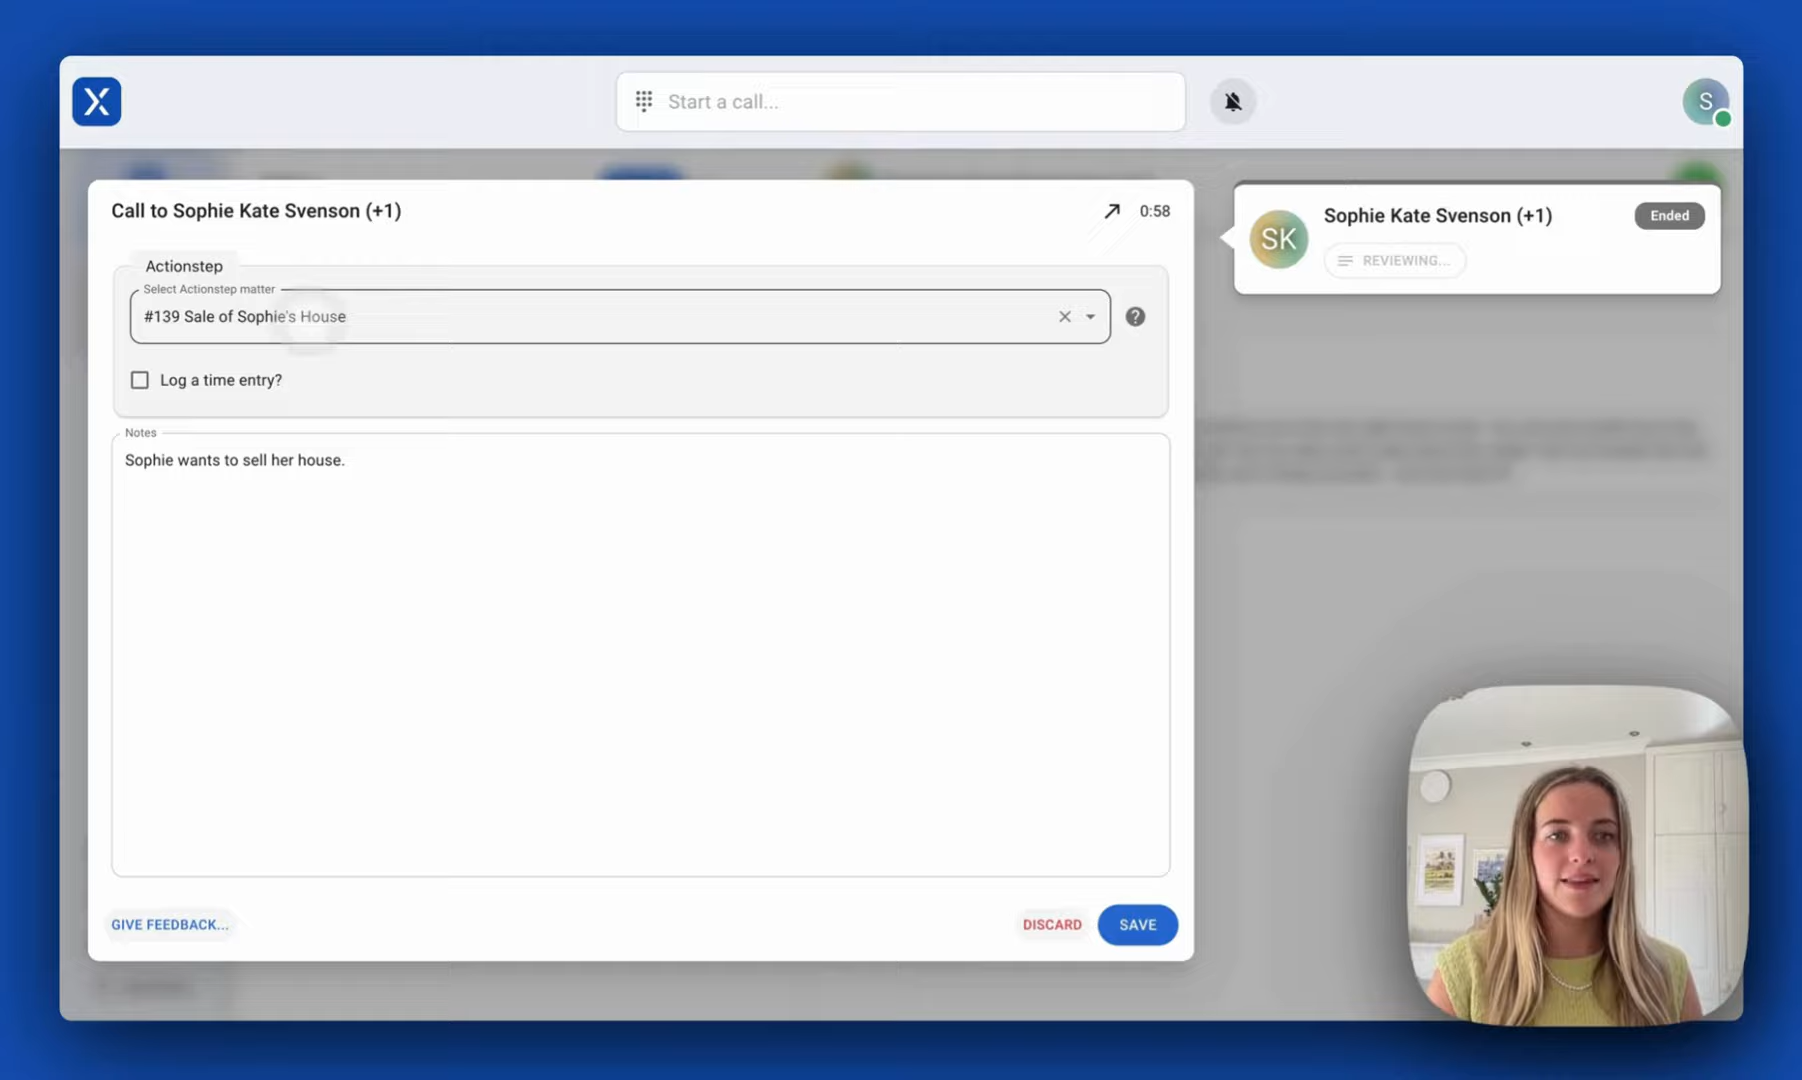 X
Start a call...
S
Call to Sophie Kate Svenson (+1)
0:58
Actionstep
Select Actionstep matter
#139 Sale of Sophie's House
?
Log a time entry?
Notes
Sophie wants to sell her house.
GIVE FEEDBACK...
DISCARD
SAVE
SK
Sophie Kate Svenson (+1)
Ended
REVIEWING...